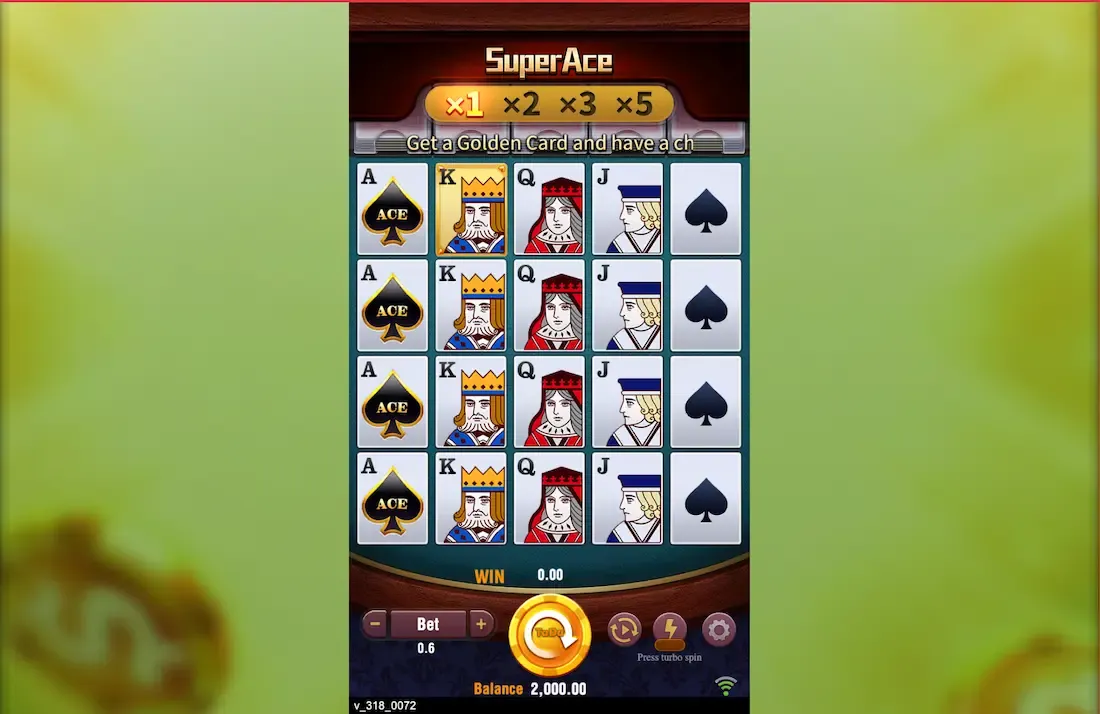 SuperAce
×1 ×2 ×3 ×5
Get a Golden Card and have a ch
A ACE K Q J
A ACE K Q J
A ACE K Q J
A ACE K Q J
WIN 0.00
- Bet +
0.6
Press turbo spin
Balance 2,000.00
v_318_0072